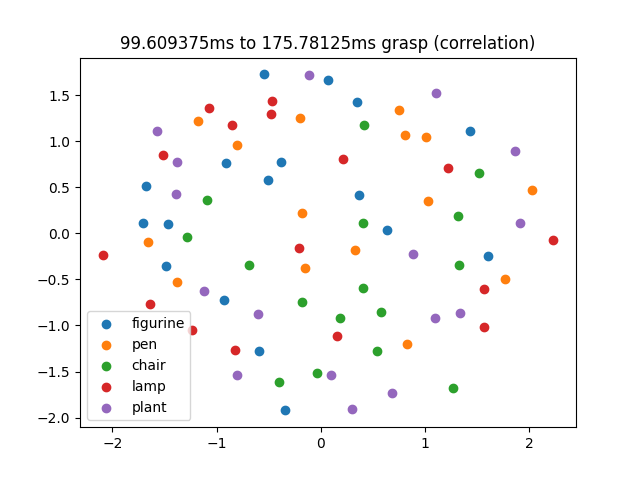 99.609375ms to 175.78125ms grasp (correlation)
1.5
1.0
0.5
0.0
−0.5
−1.0
−1.5
−2.0
figurine
pen
chair
lamp
plant
−2
−1
0
1
2